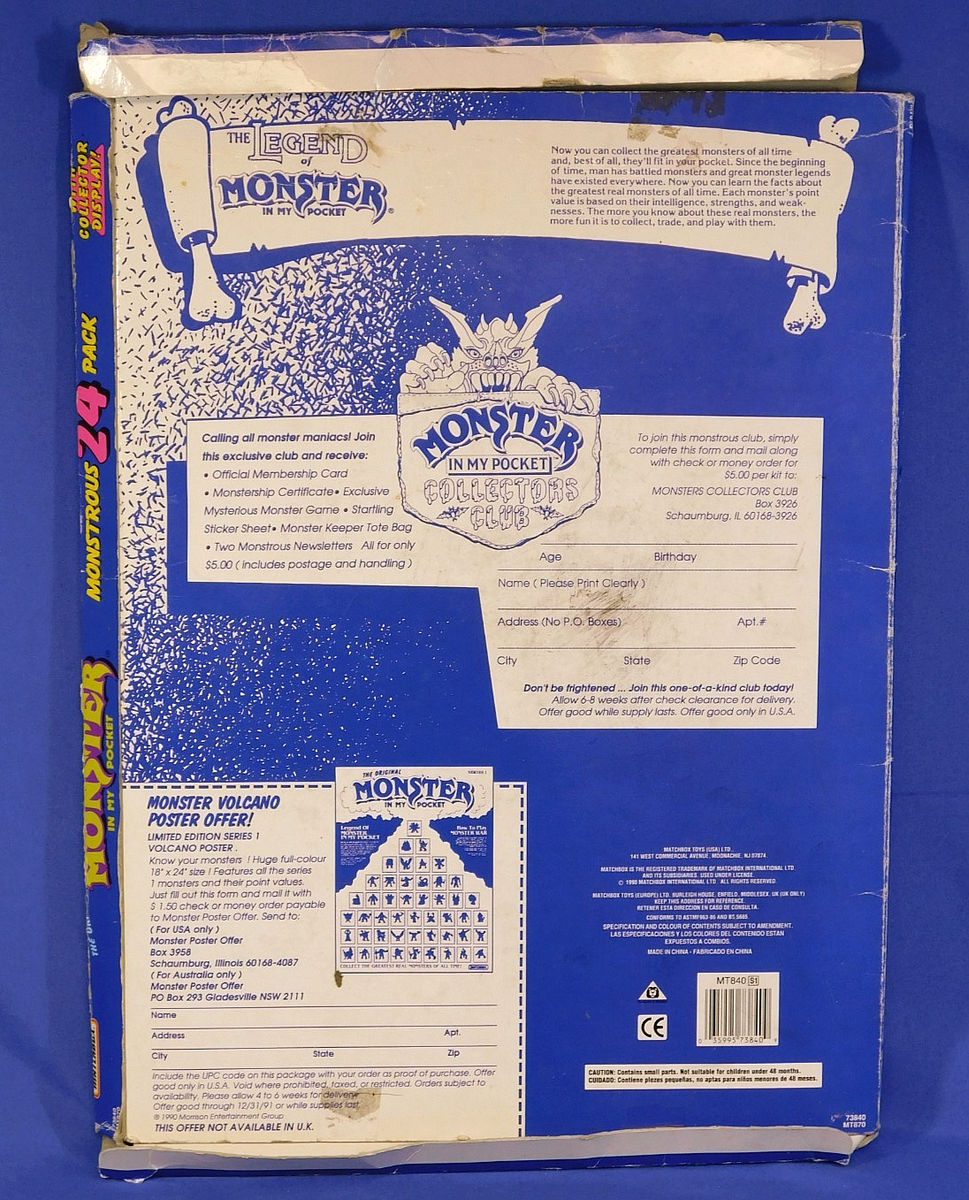 THE LEGEND
of
MONSTER
IN MY POCKET®
Now you can collect the greatest monsters of all time
and, best of all, they'll fit in your pocket. Since the beginning
of time, man has battled monsters and great monster legends
have existed everywhere. Now you can learn the facts about
the greatest real monsters of all time. Each monster's point
value is based on their intelligence, strengths, and weak-
nesses. The more you know about these real monsters, the
more fun it is to collect, trade, and play with them.
COLLECTOR
DISPLAY!
MONSTROUS 24 PACK
MONSTER
IN MY POCKET
MATCHBOX
Calling all monster maniacs! Join
this exclusive club and receive:
• Official Membership Card
• Monstership Certificate • Exclusive
Mysterious Monster Game • Startling
Sticker Sheet • Monster Keeper Tote Bag
• Two Monstrous Newsletters All for only
$5.00 ( includes postage and handling )
MONSTER
IN MY POCKET
COLLECTORS
CLUB
To join this monstrous club, simply
complete this form and mail along
with check or money order for
$5.00 per kit to:
MONSTERS COLLECTORS CLUB
Box 3926
Schaumburg, IL 60168-3926
Age Birthday
Name ( Please Print Clearly )
Address (No P.O. Boxes) Apt.#
City State Zip Code
Don't be frightened ... Join this one-of-a-kind club today!
Allow 6-8 weeks after check clearance for delivery.
Offer good while supply lasts. Offer good only in U.S.A.
MONSTER VOLCANO
POSTER OFFER!
LIMITED EDITION SERIES 1
VOLCANO POSTER .
Know your monsters ! Huge full-colour
18" x 24" size ! Features all the series
1 monsters and their point values.
Just fill out this form and mail it with
$ 1.50 check or money order payable
to Monster Poster Offer. Send to:
( For USA only )
Monster Poster Offer
Box 3958
Schaumburg, Illinois 60168-4087
( For Australia only )
Monster Poster Offer
PO Box 293 Gladesville NSW 2111
THE ORIGINAL
SERIES 1
MONSTER
IN MY POCKET
Legend Of
MONSTER
IN MY POCKET
How To Play
MONSTER WAR
COLLECT THE GREATEST REAL MONSTERS OF ALL TIME!
Name
Address Apt.
City State Zip
Include the UPC code on this package with your order as proof of purchase. Offer
good only in U.S.A. Void where prohibited, taxed, or restricted. Orders subject to
availability. Please allow 4 to 6 weeks for delivery.
Offer good through 12/31/91 or while supplies last.
® 1990 Morrison Entertainment Group
THIS OFFER NOT AVAILABLE IN U.K.
MATCHBOX TOYS (USA) LTD.
141 WEST COMMERCIAL AVENUE, MOONACHIE, NJ 07074
MATCHBOX IS THE REGISTERED TRADEMARK OF MATCHBOX INTERNATIONAL LTD.
AND ITS SUBSIDIARIES. USED UNDER LICENSE.
© 1990 MATCHBOX INTERNATIONAL LTD. ALL RIGHTS RESERVED
MATCHBOX TOYS (EUROPE) LTD. BURLEIGH HOUSE, ENFIELD, MIDDLESEX, UK (UK ONLY)
KEEP THIS ADDRESS FOR REFERENCE.
RETENER ESTA DIRECCION EN CASO DE CONSULTA.
CONFORMS TO ASTMF963-86 AND BS.5665
SPECIFICATION AND COLOUR OF CONTENTS SUBJECT TO AMENDMENT.
LAS ESPECIFICACIONES Y LOS COLORES DEL CONTENIDO ESTAN
EXPUESTOS A COMBIOS.
MADE IN CHINA - FABRICADO EN CHINA
MT840 S1
0 35995 73840 9
CE
CAUTION: Contains small parts. Not suitable for children under 48 months.
CUIDADO: Contiene plezes pequeñas, no aptas para niños menores de 48 meses.
73840
MT870